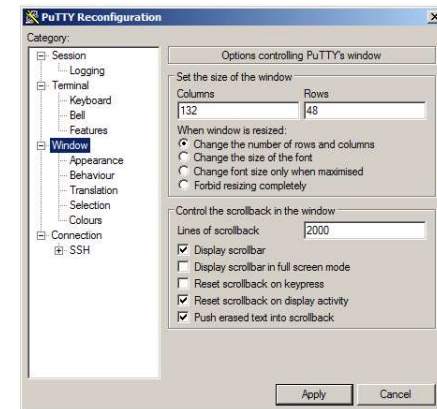 PuTTY Reconfiguration
Category:
Session
Logging
Terminal
Keyboard
Bell
Features
Window
Appearance
Behaviour
Translation
Selection
Colours
Connection
SSH
Options controlling PuTTY's window
Set the size of the window
Columns Rows
132 48
When window is resized:
Change the number of rows and columns
Change the size of the font
Change font size only when maximised
Forbid resizing completely
Control the scrollback in the window
Lines of scrollback 2000
Display scrollbar
Display scrollbar in full screen mode
Reset scrollback on keypress
Reset scrollback on display activity
Push erased text into scrollback
Apply Cancel